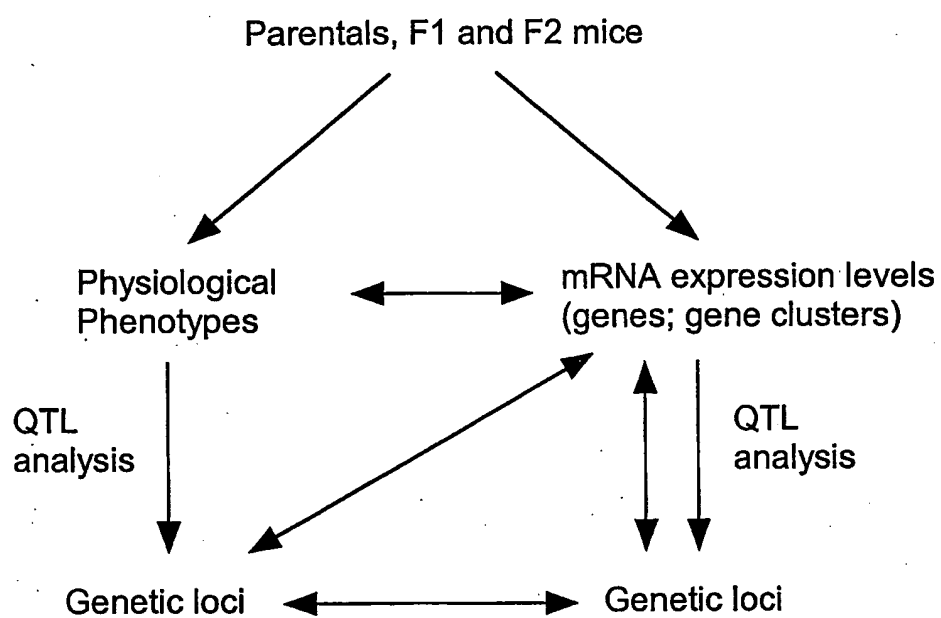 Parentals, F1 and F2 mice
Physiological
Phenotypes
mRNA expression levels
(genes; gene clusters)
QTL
analysis
QTL
analysis
Genetic loci
Genetic loci